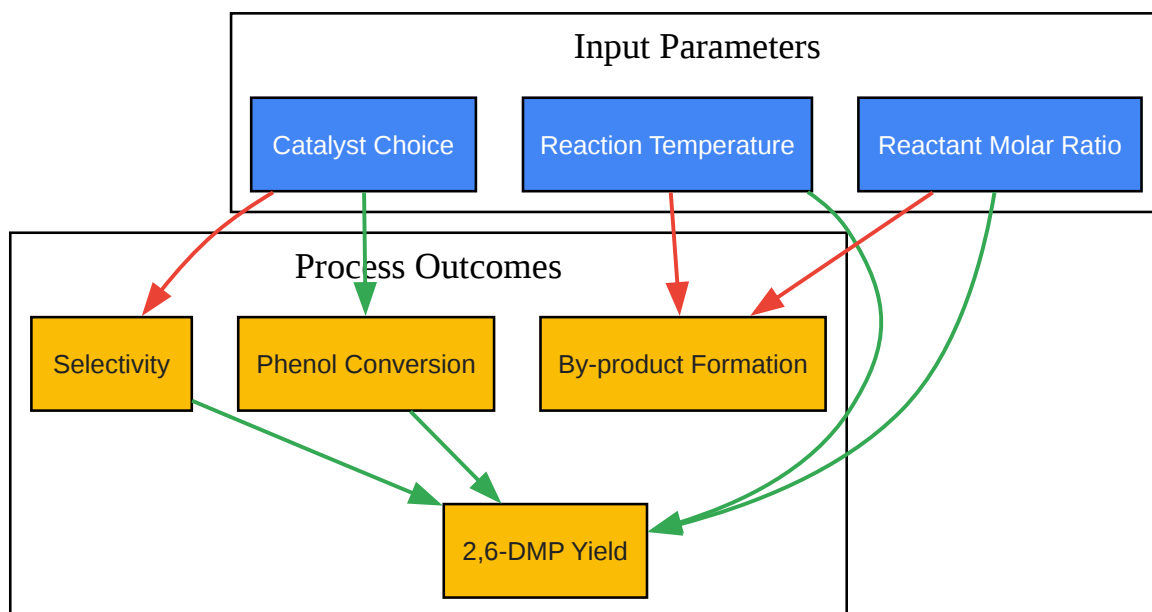 Input Parameters
Catalyst Choice
Reaction Temperature
Reactant Molar Ratio
Process Outcomes
Selectivity
Phenol Conversion
By-product Formation
2,6-DMP Yield